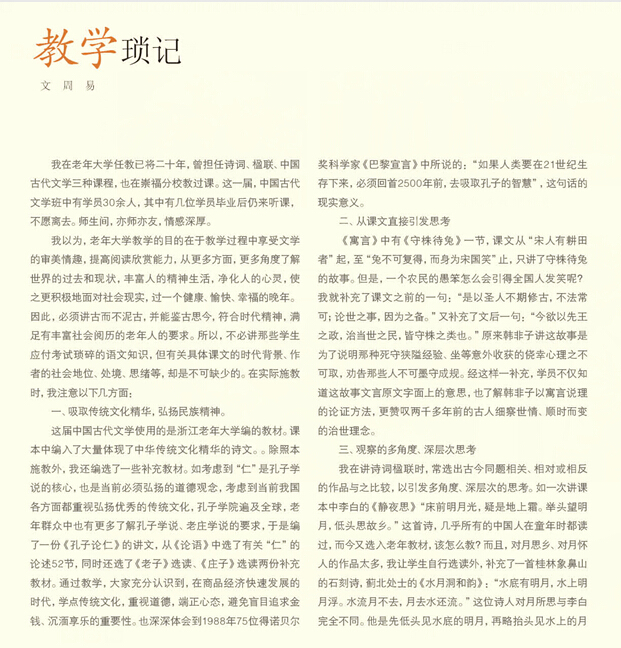 教学琐记
文 周 易
我在老年大学任教已将二十年，曾担任诗词、楹联、中国
古代文学三种课程，也在崇福分校教过课。这一届，中国古代
文学班中有学员30余人，其中有几位学员毕业后仍来听课，
不愿离去。师生间，亦师亦友，情感深厚。
我以为，老年大学教学的目的在于教学过程中享受文学
的审美情趣，提高阅读欣赏能力，从更多方面，更多角度了解
世界的过去和现状，丰富人的精神生活，净化人的心灵，使
之更积极地面对社会现实，过一个健康、愉快、幸福的晚年。
因此，必须讲古而不泥古，并能鉴古思今，符合时代精神，满
足有丰富社会阅历的老年人的要求。所以，不必讲那些学生
应付考试琐碎的语文知识，但有关具体课文的时代背景、作
者的社会地位、处境、思绪等，却是不可缺少的。在实际施教
时，我注意以下几方面：
一、吸取传统文化精华，弘扬民族精神。
这届中国古代文学使用的是浙江老年大学编的教材。课
本中编入了大量体现了中华传统文化精华的诗文。。除照本
施教外，我还编选了一些补充教材。如考虑到“仁”是孔子学
说的核心，也是当前必须弘扬的道德观念，考虑到当前我国
各方面都重视弘扬优秀的传统文化，孔子学院遍及全球，老
年群众中也有更多了解孔子学说、老庄学说的要求，于是编
了一份《孔子论仁》的讲文，从《论语》中选了有关“仁”的
论述52节，同时还选了《老子》选读、《庄子》选读两份补充
教材。通过教学，大家充分认识到，在商品经济快速发展的
时代，学点传统文化，重视道德，端正心态，避免盲目追求金
钱、沉湎享乐的重要性。也深深体会到1988年75位得诺贝尔
奖科学家《巴黎宣言》中所说的：“如果人类要在21世纪生
存下来，必须回首2500年前，去吸取孔子的智慧”，这句话的
现实意义。
二、从课文直接引发思考
《寓言》中有《守株待兔》一节，课文从“宋人有耕田
者”起，至“兔不可复得，而身为宋国笑”止，只讲了守株待兔
的故事。但是，一个农民的愚笨怎么会引得全国人发笑呢？
我就补充了课文之前的一句：“是以圣人不期修古，不法常
可；论世之事，因为之备。”又补充了文后一句：“今欲以先王
之政，治当世之民，皆守株之类也。”原来韩非子讲这故事是
为了说明那种死守狭隘经验、坐等意外收获的侥幸心理之不
可取，劝告那些人不可墨守成规。经这样一补充，学员不仅知
道这故事文言原文字面上的意思，也了解韩非子以寓言说理
的论证方法，更赞叹两千多年前的古人细察世情、顺时而变
的治世理念。
三、观察的多角度、深层次思考
我在讲诗词楹联时，常选出古今同题相关、相对或相反
的作品与之比较，以引发多角度、深层次的思考。如一次讲课
本中李白的《静夜思》“床前明月光，疑是地上霜。举头望明
月，低头思故乡。”这首诗，几乎所有的中国人在童年时都读
过，而今又选入老年教材，该怎么教？而且，对月思乡、对月怀
人的作品太多，我让学生自行选读外，补充了一首桂林象鼻山
的石刻诗，蓟北处士的《水月洞和韵》：“水底有明月，水上明
月浮。水流月不去，月去水还流。”这位诗人对月所思与李白
完全不同。他是先低头见水底的明月，再略抬头见水上的月